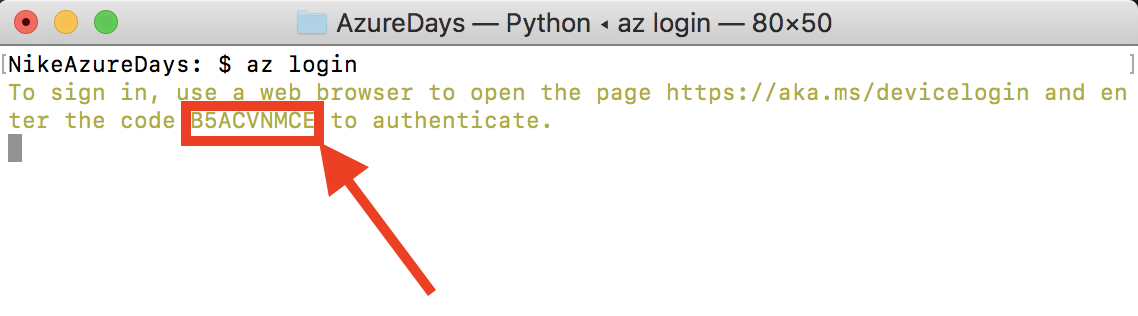 AzureDays — Python ◂ az login — 80×50
[NikeAzureDays: $ az login ]
To sign in, use a web browser to open the page https://aka.ms/devicelogin and en
ter the code B5ACVNMCE to authenticate.